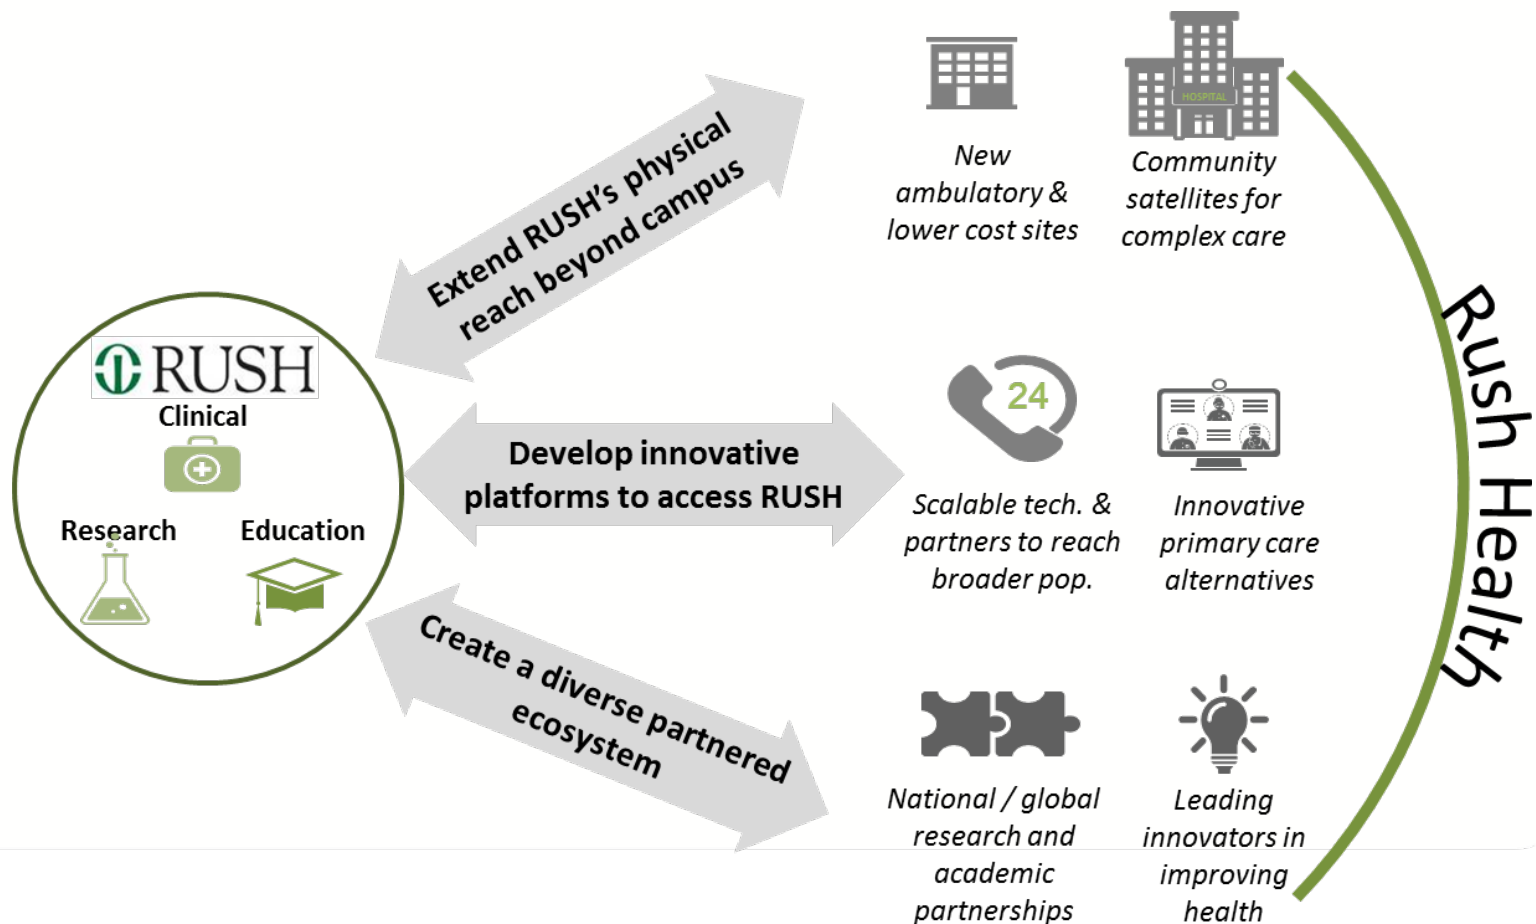 RUSH
Clinical
Research
Education
Extend RUSH's physical
reach beyond campus
New
ambulatory &
lower cost sites
HOSPITAL
Community
satellites for
complex care
Develop innovative
platforms to access RUSH
24
Scalable tech. &
partners to reach
broader pop.
Innovative
primary care
alternatives
Create a diverse partnered
ecosystem
National / global
research and
academic
partnerships
Leading
innovators in
improving
health
Rush Health